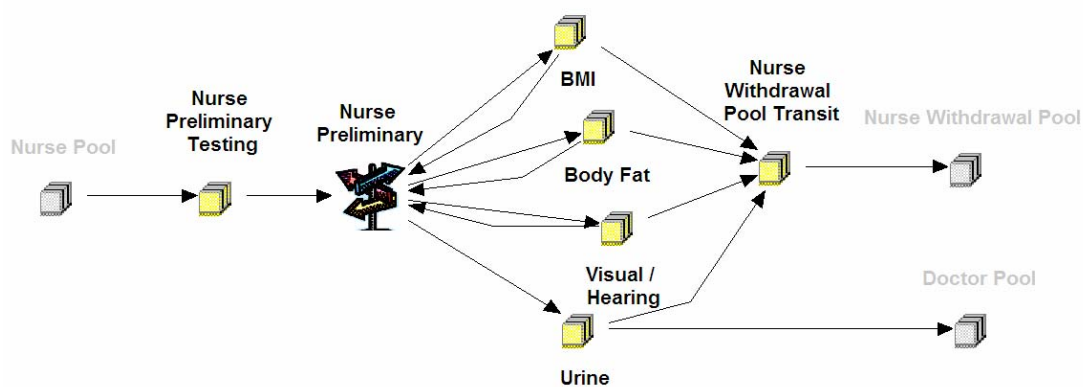 Nurse Pool
Nurse
Preliminary
Testing
Nurse
Preliminary
BMI
Body Fat
Visual /
Hearing
Urine
Nurse
Withdrawal
Pool Transit
Nurse Withdrawal Pool
Doctor Pool